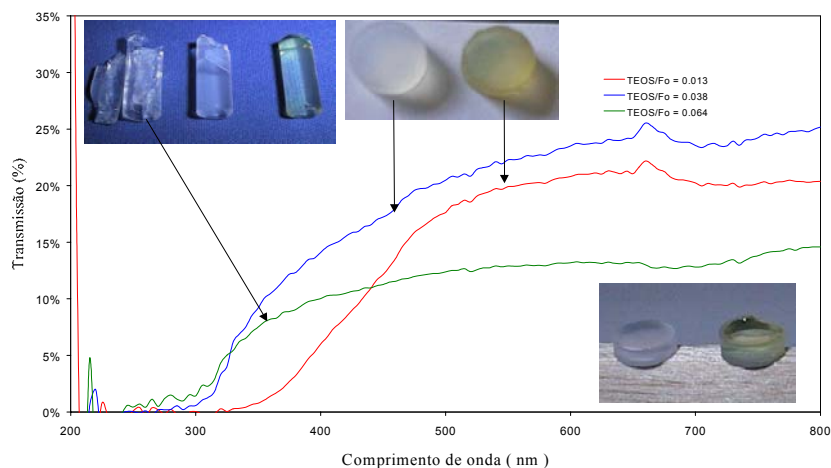 35%
30%
25%
20%
15%
10%
5%
0%
Transmissão (%)
TEOS/Fo = 0.013
TEOS/Fo = 0.038
TEOS/Fo = 0.064
200 300 400 500 600 700 800
Comprimento de onda ( nm )